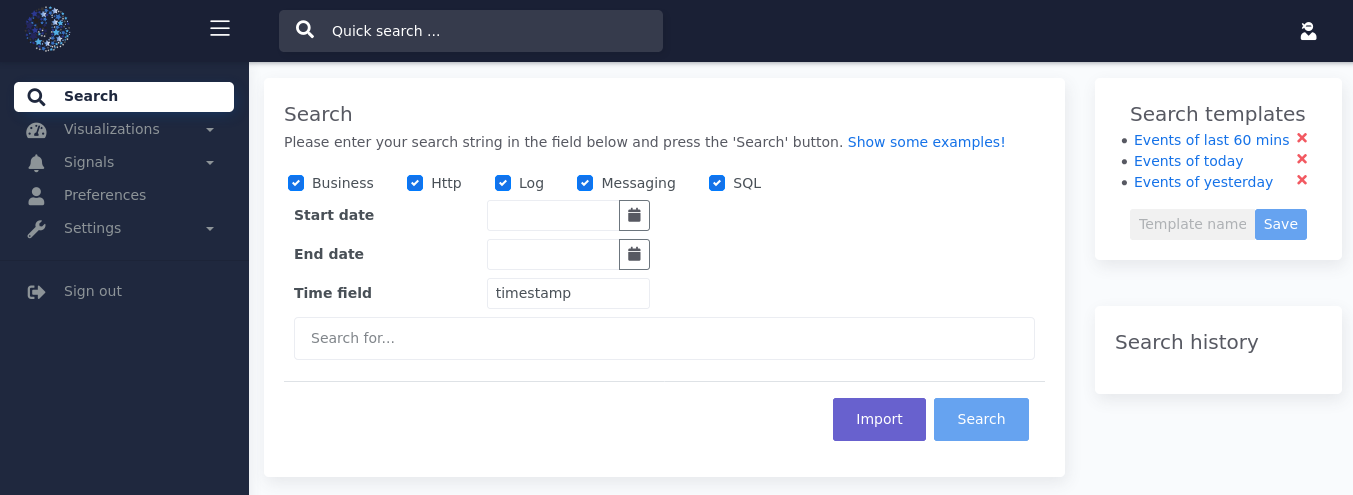 Quick search ...
Search
Visualizations
Signals
Preferences
Settings
Sign out
Search
Please enter your search string in the field below and press the 'Search' button. Show some examples!
Business Http Log Messaging SQL
Start date
End date
Time field timestamp
Search for...
Import Search
Search templates
Events of last 60 mins
Events of today
Events of yesterday
Template name Save
Search history